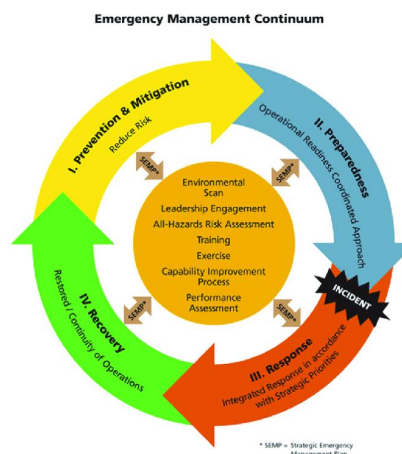 Emergency Management Continuum
I. Prevention & Mitigation
Reduce Risk
II. Preparedness
Operational Readiness Coordinated Approach
SEMP*
SEMP*
Environmental
Scan
Leadership Engagement
All-Hazards Risk Assessment
Training
Exercise
Capability Improvement
Process
Performance
Assessment
INCIDENT
SEMP*
SEMP*
IV. Recovery
Restored / Continuity of Operations
III. Response
Integrated Response in accordance
with Strategic Priorities
* SEMP = Strategic Emergency
Management Plan